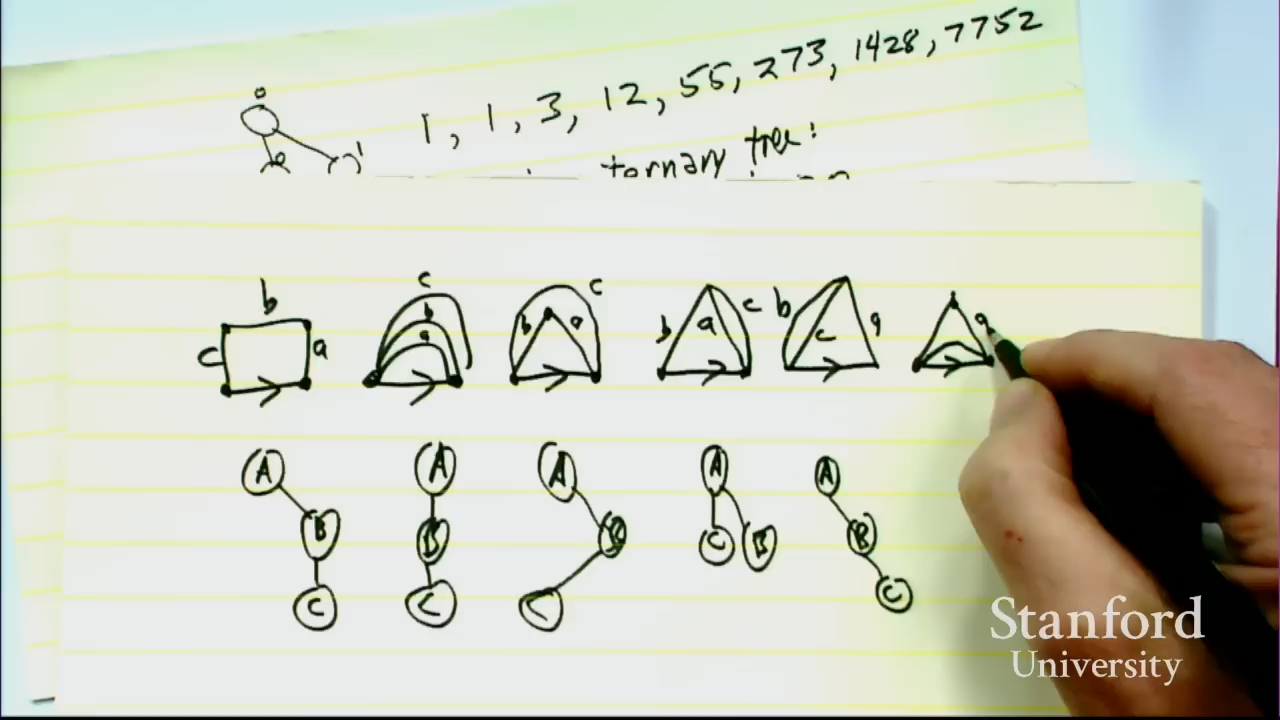 1, 1, 3, 12, 55, 273, 1428, 7752
ternary tree:
b
c a
c
b
a
c
b a
b a c
b c a
a
A A A A A
B B B C B B
C C C C
Stanford
University